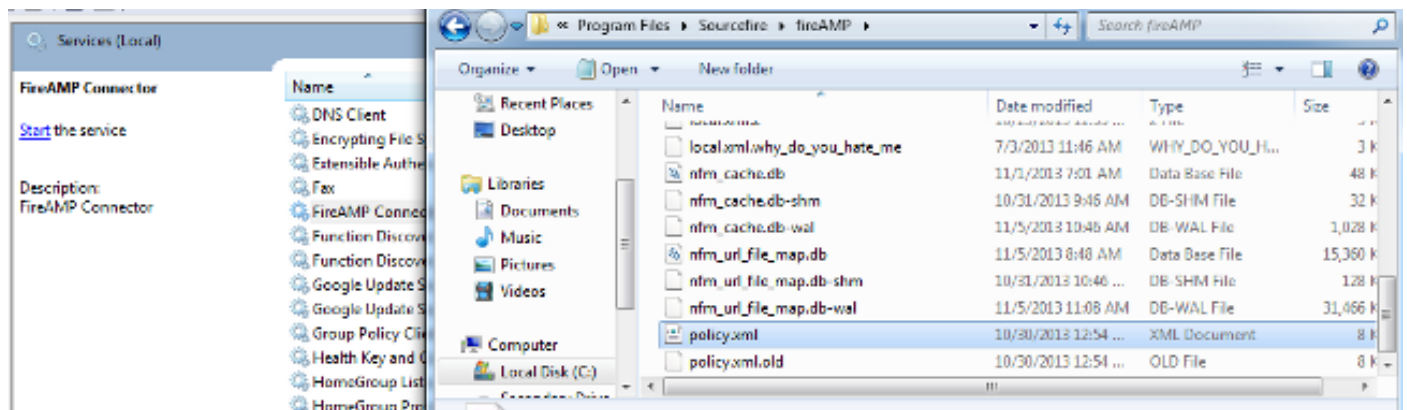 Services (Local)
FireAMP Connector
Start the service
Description:
FireAMP Connector
Name
DNS Client
Encrypting File S
Extensible Authe
Fax
FireAMP Connec
Function Discove
Function Discove
Google Update S
Google Update S
Group Policy Clie
Health Key and C
HomeGroup List
HomeGroup Pro
« Program Files ▸ Sourcefire ▸ fireAMP ▸
Search fireAMP
Organize Open New folder
Recent Places
Desktop
Libraries
Documents
Music
Pictures
Videos
Computer
Local Disk (C:)
Name Date modified Type Size
local.xml.why_do_you_hate_me 7/3/2013 11:46 AM WHY_DO_YOU_H... 3 K
nfm_cache.db 11/1/2013 7:01 AM Data Base File 48 K
nfm_cache.db-shm 10/31/2013 9:46 AM DB-SHM File 32 K
nfm_cache.db-wal 11/5/2013 10:46 AM DB-WAL File 1,028 K
nfm_url_file_map.db 11/5/2013 8:48 AM Data Base File 15,360 K
nfm_url_file_map.db-shm 10/31/2013 10:46 ... DB-SHM File 128 K
nfm_url_file_map.db-wal 11/5/2013 11:08 AM DB-WAL File 31,466 K
policy.xml 10/30/2013 12:54 ... XML Document 8 K
policy.xml.old 10/30/2013 12:54 ... OLD File 8 K